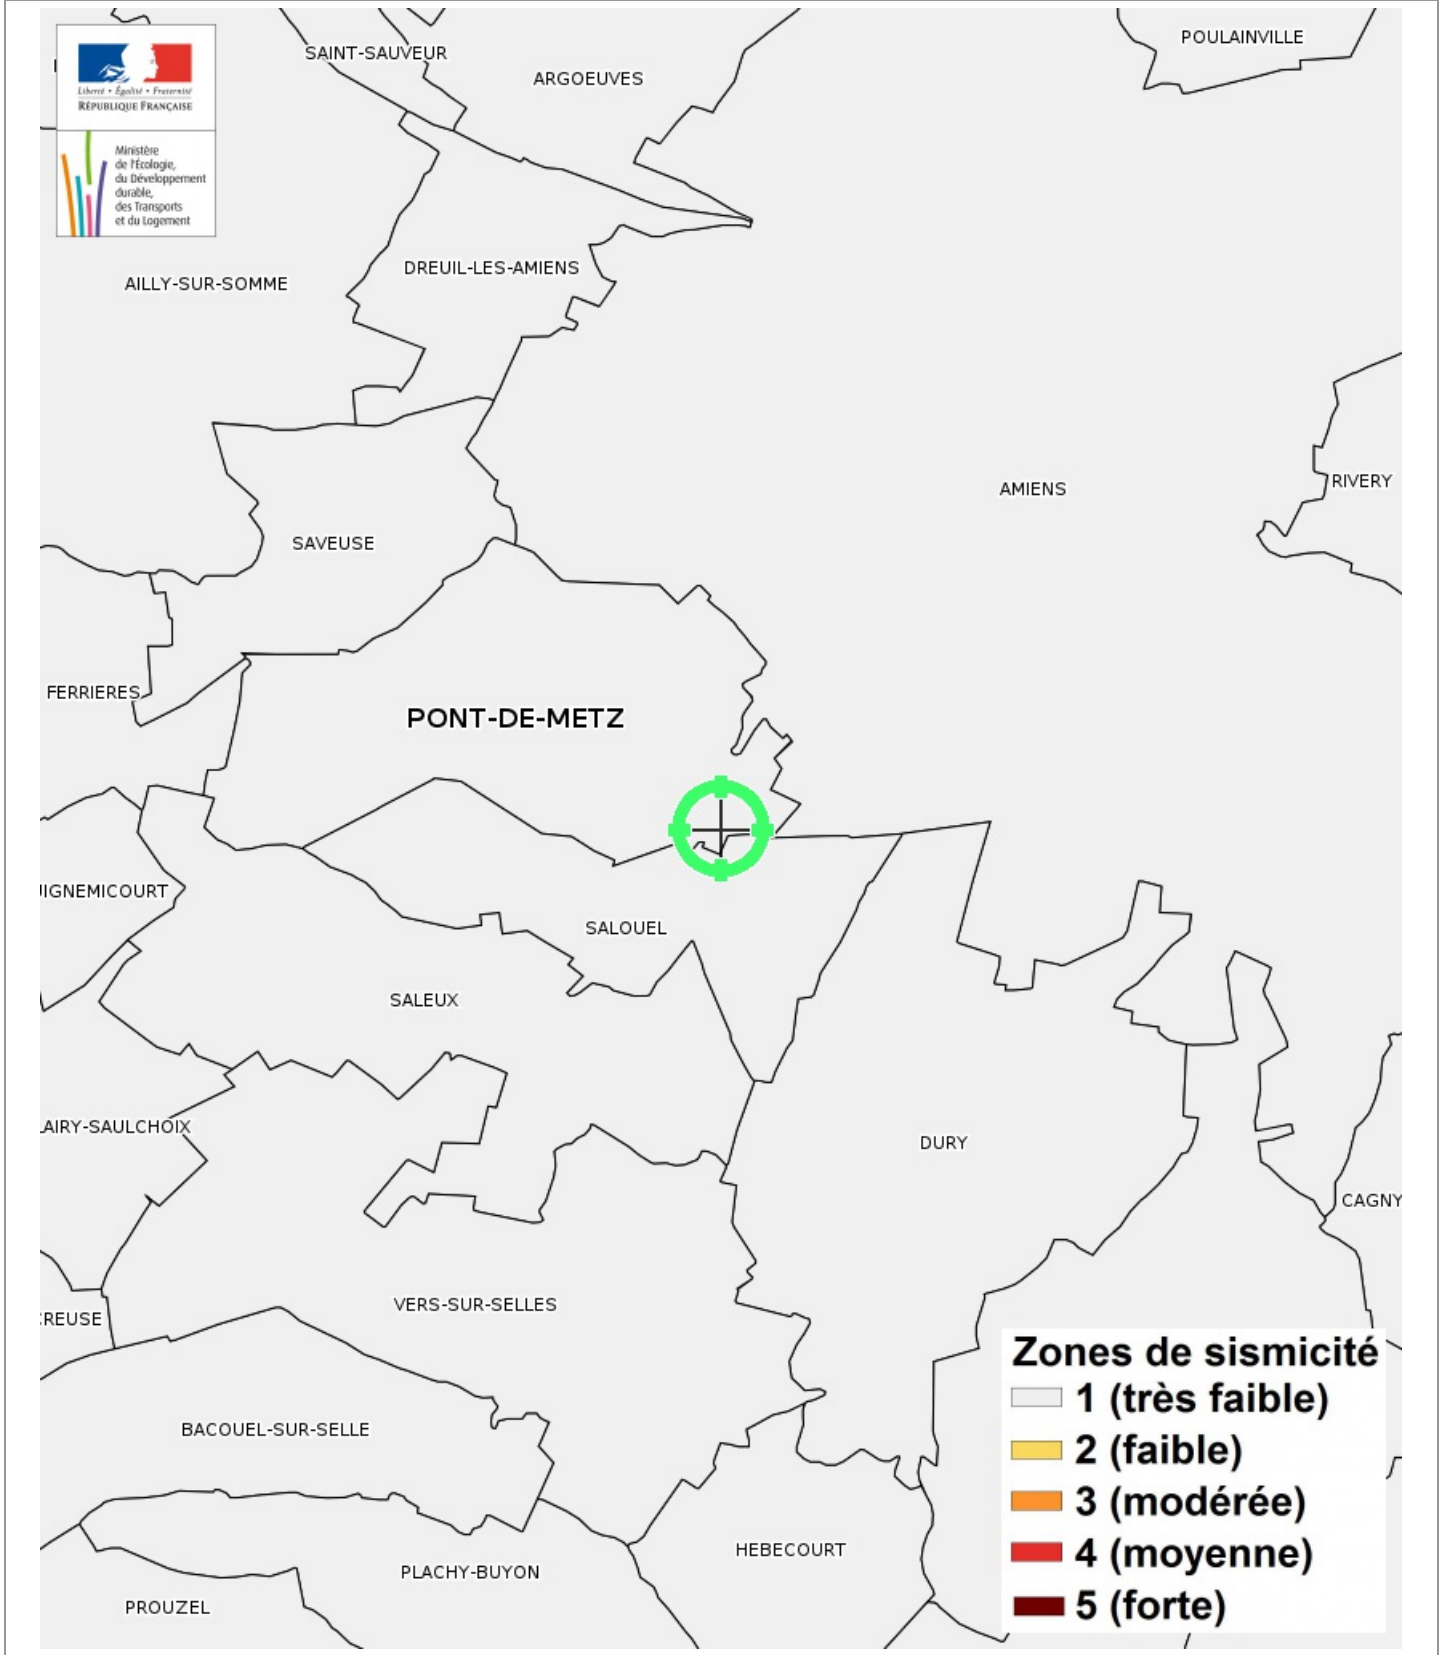 SAINT-SAUVEUR
POULAINVILLE
ARGOEUVES
Liberté • Égalité • Fraternité
RÉPUBLIQUE FRANÇAISE
Ministère
de l'Écologie,
du Développement
durable,
des Transports
et du Logement
DREUIL-LES-AMIENS
AILLY-SUR-SOMME
RIVERY
AMIENS
SAVEUSE
FERRIERES
PONT-DE-METZ
UIGNEMICOURT
SALOUEL
SALEUX
AIRY-SAULCHOIX
DURY
CAGNY
VERS-SUR-SELLES
CREUSE
BACOUEL-SUR-SELLE
HEBECOURT
PLACHY-BUYON
PROUZEL
Zones de sismicité
1 (très faible)
2 (faible)
3 (modérée)
4 (moyenne)
5 (forte)